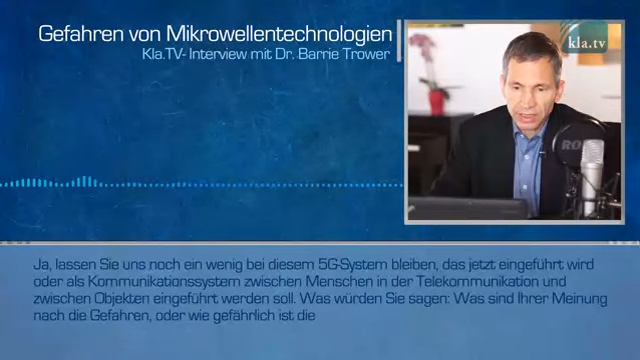 Gefahren von Mikrowellentechnologien
Kla.TV- Interview mit Dr. Barrie Trower
kla.tv
Ja, lassen Sie uns noch ein wenig bei diesem 5G-System bleiben, das jetzt eingeführt wird
oder als Kommunikationssystem zwischen Menschen in der Telekommunikation und
zwischen Objekten eingeführt werden soll. Was würden Sie sagen: Was sind Ihrer Meinung
nach die Gefahren, oder wie gefährlich ist die